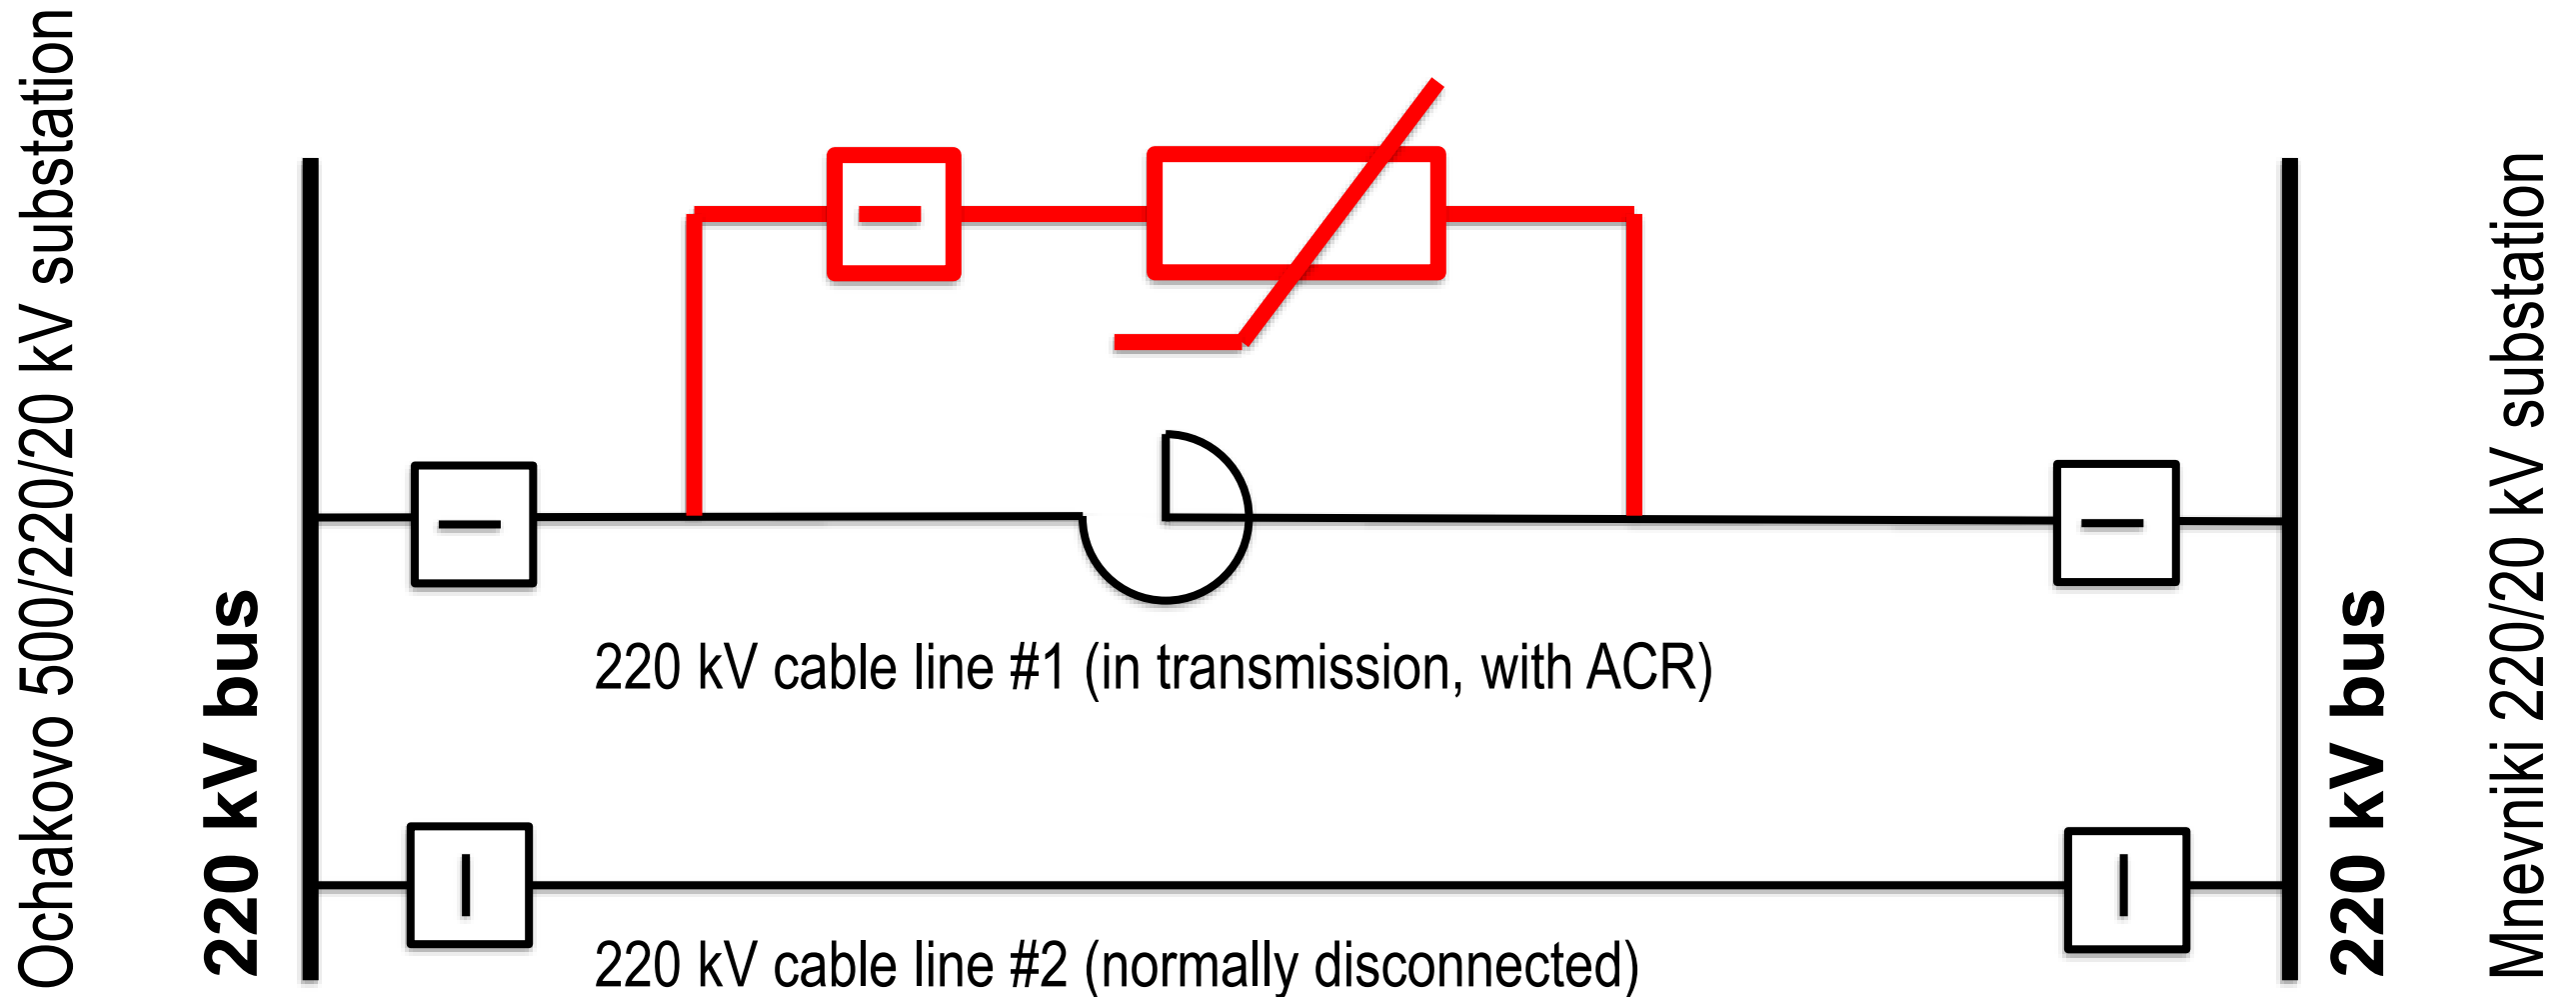 Ochakovo 500/220/20 kV substation
220 kV bus
220 kV cable line #1 (in transmission, with ACR)
220 kV cable line #2 (normally disconnected)
220 kV bus
Mnevniki 220/20 kV substation